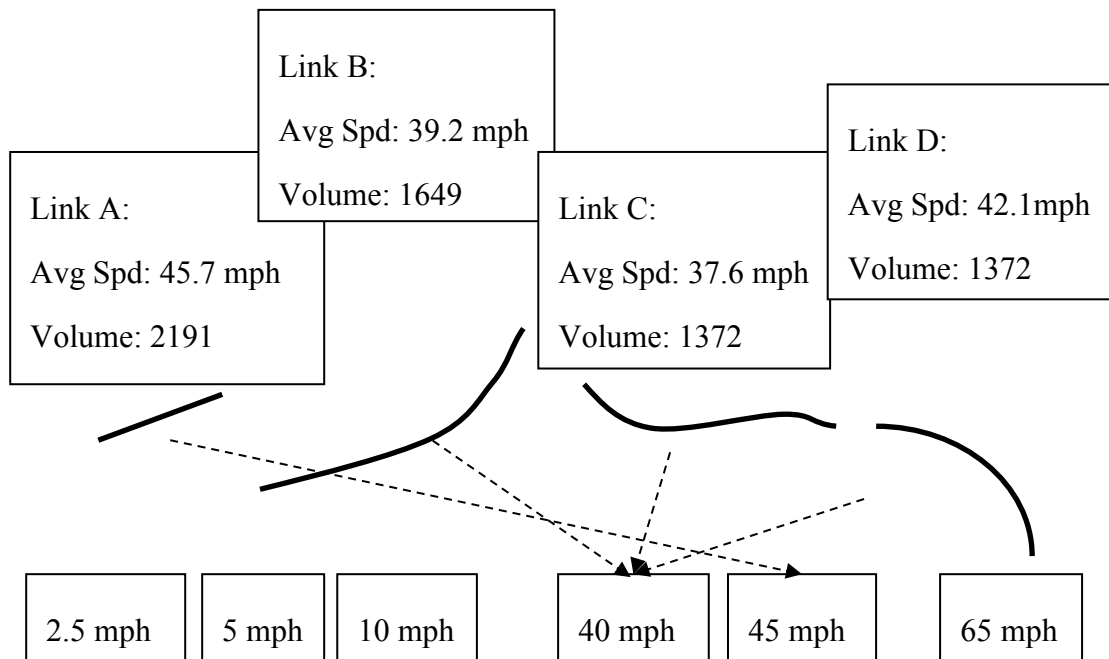 Link A:
Avg Spd: 45.7 mph
Volume: 2191
Link B:
Avg Spd: 39.2 mph
Volume: 1649
Link C:
Avg Spd: 37.6 mph
Volume: 1372
Link D:
Avg Spd: 42.1mph
Volume: 1372
2.5 mph
5 mph
10 mph
40 mph
45 mph
65 mph